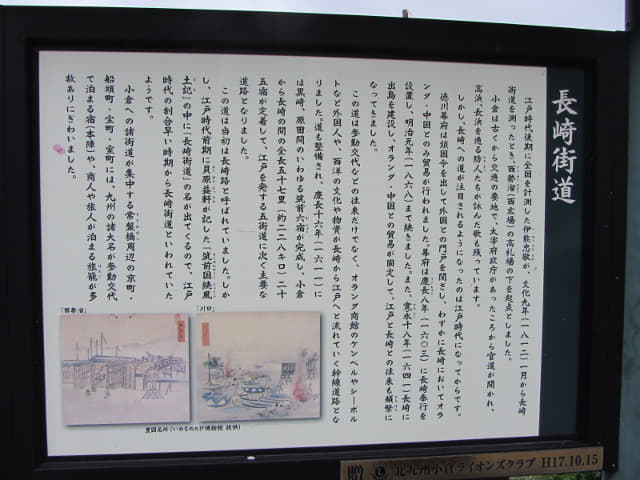 長崎街道
江戸時代後期に全国を計測した伊能忠敬が、文化九年(一八一二)一月から長崎
街道を測ったとき、西勢溜(西広場)の高札場の下を起点としました。
小倉は古くから交通の要地で、太宰府政庁があったころから官道が開かれ、
高浜、長浜を通る防人たちが休んだ歌も残っています。
しかし、長崎への道が注目されるようになったのは江戸時代になってからです。
徳川幕府は鎖国令を出して外国との門戸を閉ざし、わずかに長崎においてオラ
ンダ・中国とのみ貿易が行われました。幕府は慶長八年(一六〇三)に長崎奉行を
設置し、明治元年(一八六八)まで続きました。また、寛永十八年(一六四一)長崎に
出島を建設し、オランダ・中国との貿易が固定して、江戸と長崎との往来も頻繁に
なってきました。
この道は参勤交代などの往来だけでなく、オランダ商館のケンペルやシーボル
トなど外国人や、西洋の文化や物資が長崎から江戸へと流れていく幹線道路とな
りました。道も整備され、慶長十六年(一六一一)に
は黒崎、原田間のいわゆる筑前六宿が完成し、小倉
から長崎の間の全長五十七里(約二二八キロ)二十
五宿が定着して、江戸を発する五街道に次ぐ主要な
道路となりました。
この道は当初は長崎路と呼ばれていました。しか
し、江戸時代前期に貝原益軒が記した「筑前国続風
土記」の中に「長崎街道」の名が出てくるので、江戸
時代の割合早い時期から長崎街道といわれていた
ようです。
小倉への諸街道が集中する常盤橋周辺の京町・
船頭町・室町・宝町には、九州の諸大名が参勤交代
で泊まる宿(本陣)や、商人や旅人が泊まる旅籠が多
数ありにぎわいました。
「西勢溜」
「川口」
豊国名所(いのちのたび博物館 提供)
贈 L 北九州小倉ライオンズクラブ H17.10.15